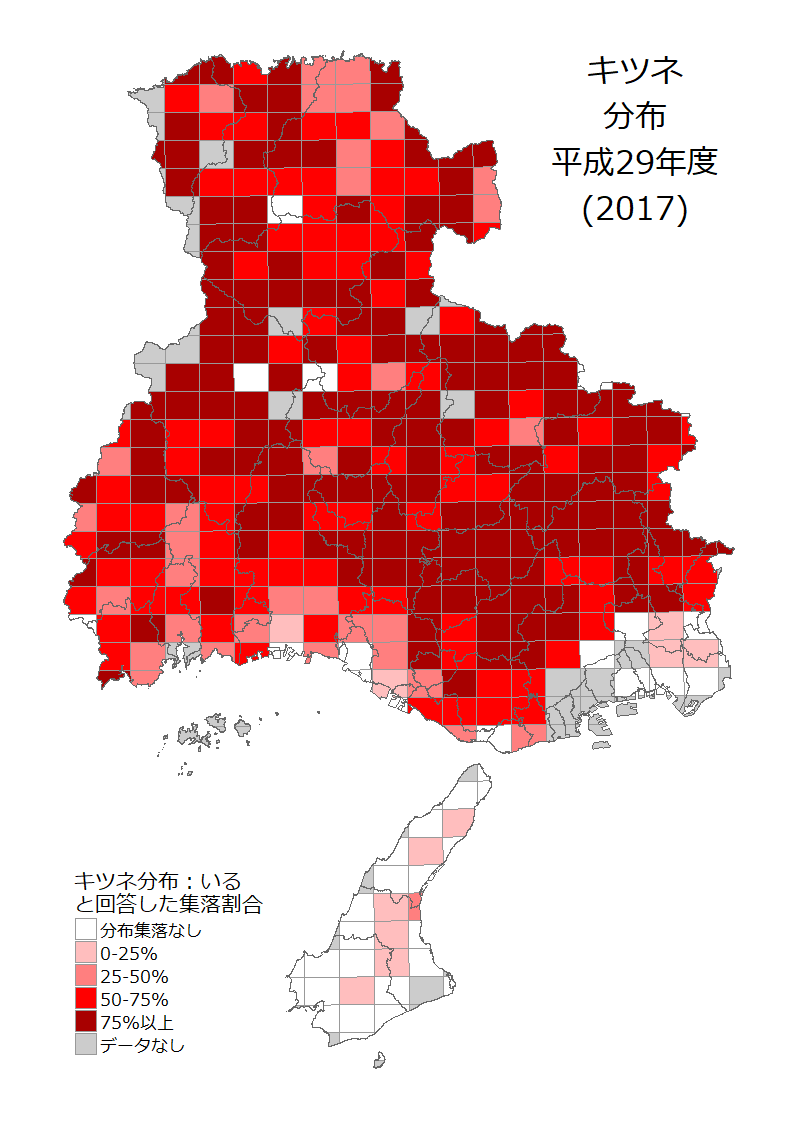 キツネ
分布
平成29年度
(2017)
キツネ分布：いる
と回答した集落割合
分布集落なし
0-25%
25-50%
50-75%
75%以上
データなし